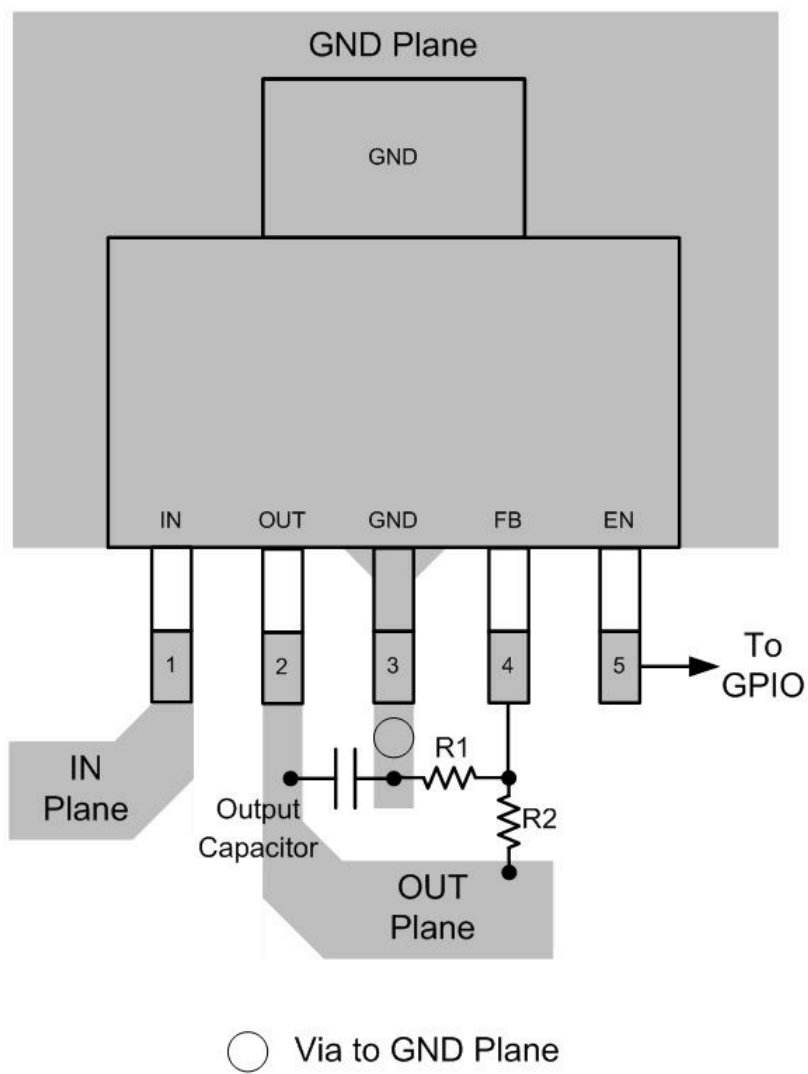 GND Plane
GND
IN OUT GND FB EN
1 2 3 4 5
To
GPIO
R1
IN
Plane
Output
Capacitor
R2
OUT
Plane
Via to GND Plane